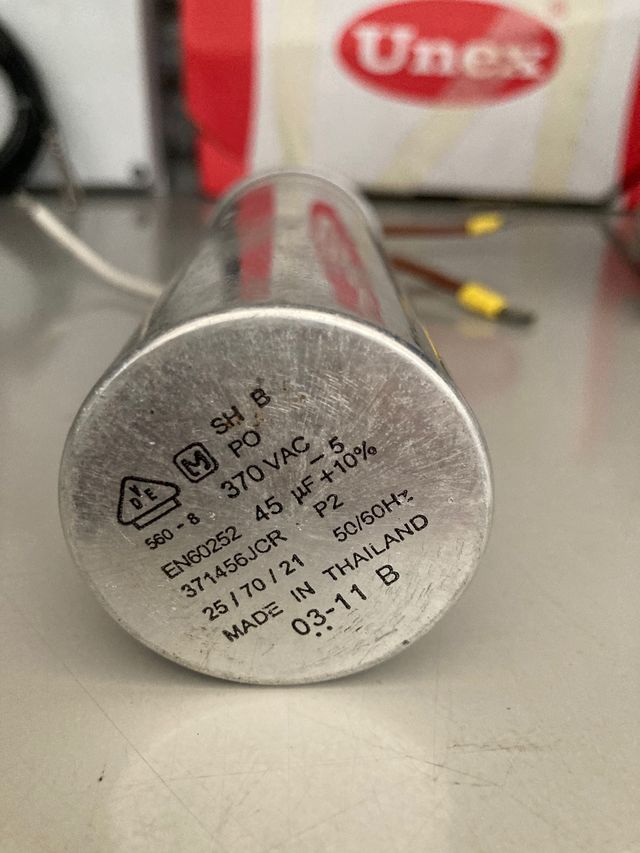 Unex
SH B
M PO
VDE 370 VAC - 5
560 - 8 45 µF +10%
EN60252 P2
371456JCR 50/60Hz
25 / 70 / 21
MADE IN THAILAND
03-11 B